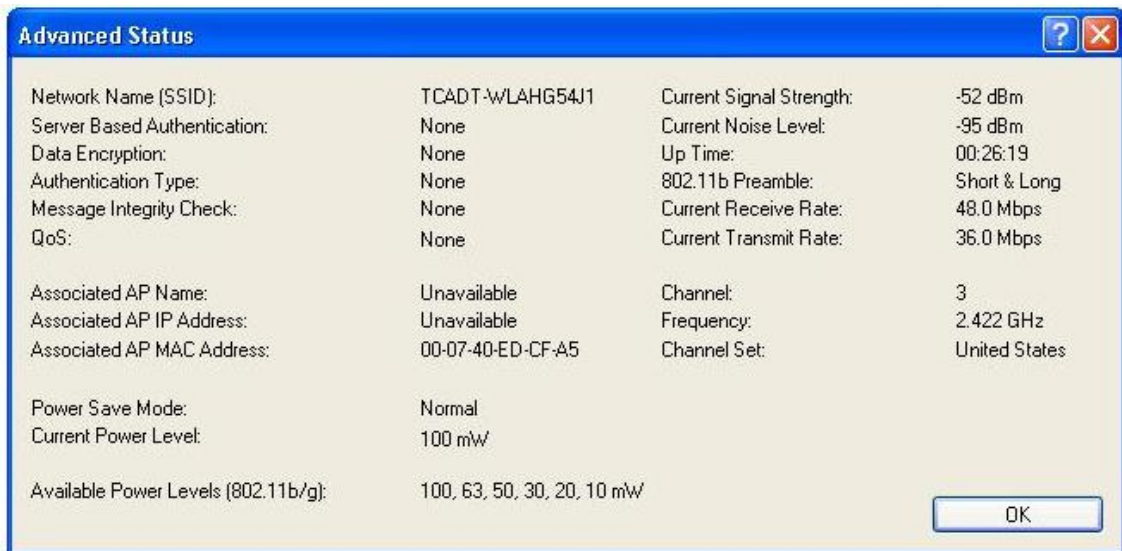 Advanced Status
Network Name (SSID): TCADT-WLAHG54J1 Current Signal Strength: -52 dBm
Server Based Authentication: None Current Noise Level: -95 dBm
Data Encryption: None Up Time: 00:26:19
Authentication Type: None 802.11b Preamble: Short & Long
Message Integrity Check: None Current Receive Rate: 48.0 Mbps
QoS: None Current Transmit Rate: 36.0 Mbps
Associated AP Name: Unavailable Channel: 3
Associated AP IP Address: Unavailable Frequency: 2.422 GHz
Associated AP MAC Address: 00-07-40-ED-CF-A5 Channel Set: United States
Power Save Mode: Normal
Current Power Level: 100 mW
Available Power Levels (802.11b/g): 100, 63, 50, 30, 20, 10 mW
OK